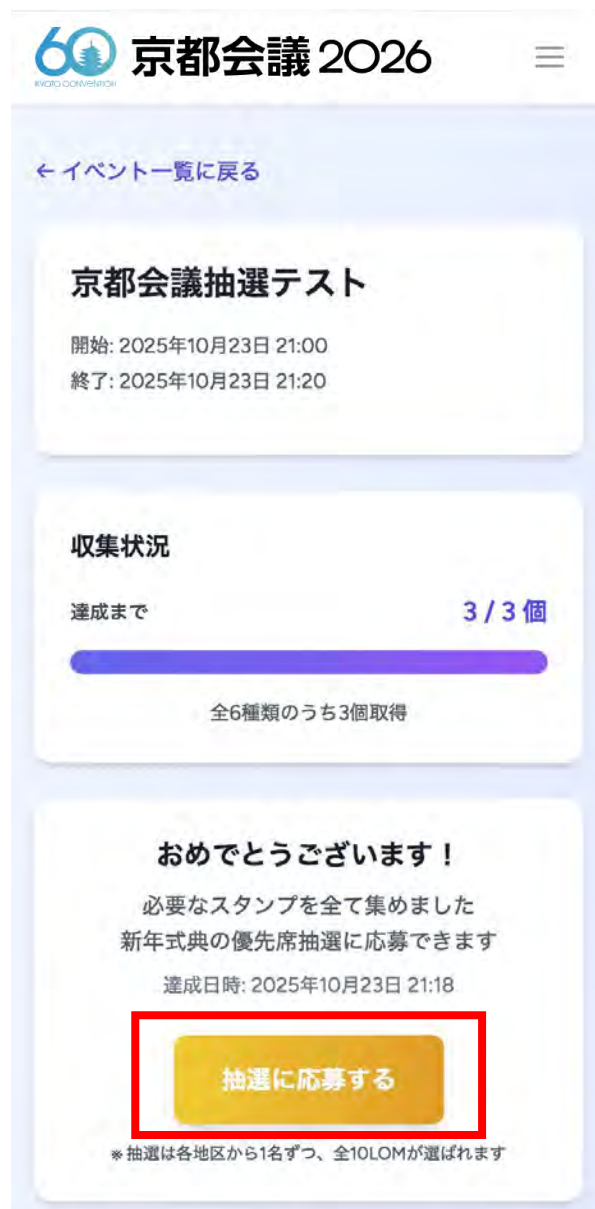 60 京都会議 2026
KYOTO CONVENTION
← イベント一覧に戻る
京都会議抽選テスト
開始: 2025年10月23日 21:00
終了: 2025年10月23日 21:20
収集状況
達成まで 3 / 3 個
全6種類のうち3個取得
おめでとうございます！
必要なスタンプを全て集めました
新年式典の優先席抽選に応募できます
達成日時: 2025年10月23日 21:18
抽選に応募する
※抽選は各地区から1名ずつ、全10LOMが選ばれます